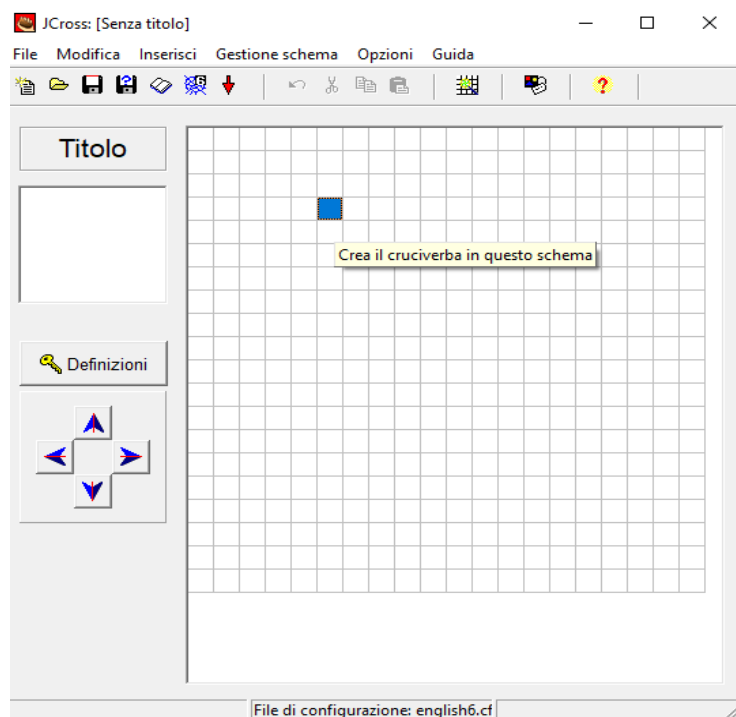 JCross: [Senza titolo]
File Modifica Inserisci Gestione schema Opzioni Guida
6
?
Titolo
Crea il cruciverba in questo schema
Definizioni
File di configurazione: english6.cf